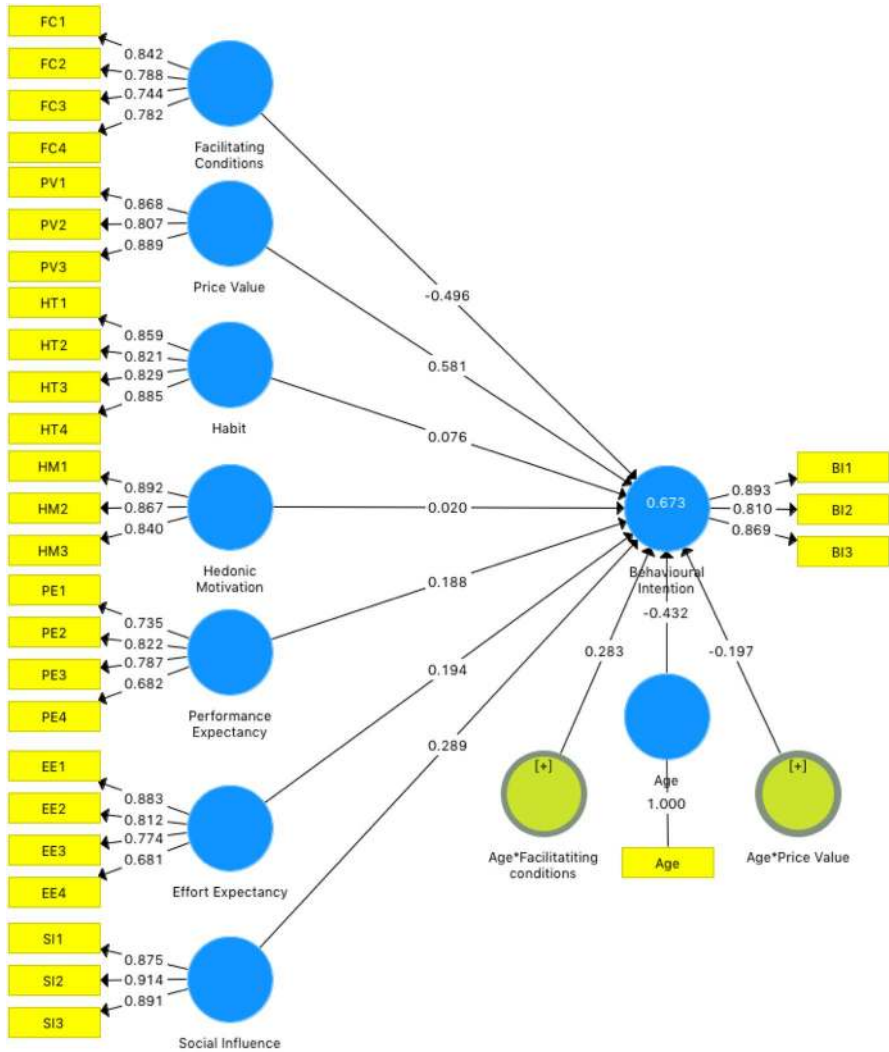 FC1
FC2
FC3
FC4
0.842
0.788
0.744
0.782
Facilitating
Conditions
-0.496
PV1
PV2
PV3
0.868
0.807
0.889
Price Value
0.581
HT1
HT2
HT3
HT4
0.859
0.821
0.829
0.885
Habit
0.076
HM1
HM2
HM3
0.892
0.867
0.840
Hedonic
Motivation
0.020
PE1
PE2
PE3
PE4
0.735
0.822
0.787
0.682
Performance
Expectancy
0.188
EE1
EE2
EE3
EE4
0.883
0.812
0.774
0.681
Effort Expectancy
0.194
SI1
SI2
SI3
0.875
0.914
0.891
Social Influence
0.289
0.673
Behavioural
Intention
0.893
0.810
0.869
BI1
BI2
BI3
0.283
-0.432
-0.197
[+]
Age*Facilitatiting
conditions
Age
1.000
Age
[+]
Age*Price Value